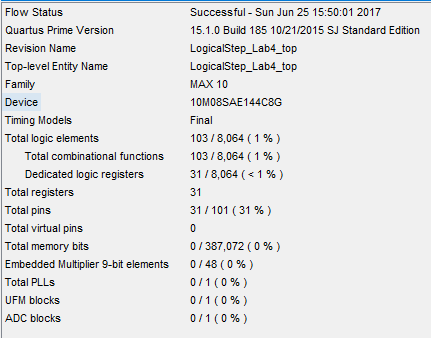 Flow Status Successful - Sun Jun 25 15:50:01 2017
Quartus Prime Version 15.1.0 Build 185 10/21/2015 SJ Standard Edition
Revision Name LogicalStep_Lab4_top
Top-level Entity Name LogicalStep_Lab4_top
Family MAX 10
Device 10M08SAE144C8G
Timing Models Final
Total logic elements 103 / 8,064 ( 1 % )
Total combinational functions 103 / 8,064 ( 1 % )
Dedicated logic registers 31 / 8,064 ( < 1 % )
Total registers 31
Total pins 31 / 101 ( 31 % )
Total virtual pins 0
Total memory bits 0 / 387,072 ( 0 % )
Embedded Multiplier 9-bit elements 0 / 48 ( 0 % )
Total PLLs 0 / 1 ( 0 % )
UFM blocks 0 / 1 ( 0 % )
ADC blocks 0 / 1 ( 0 % )